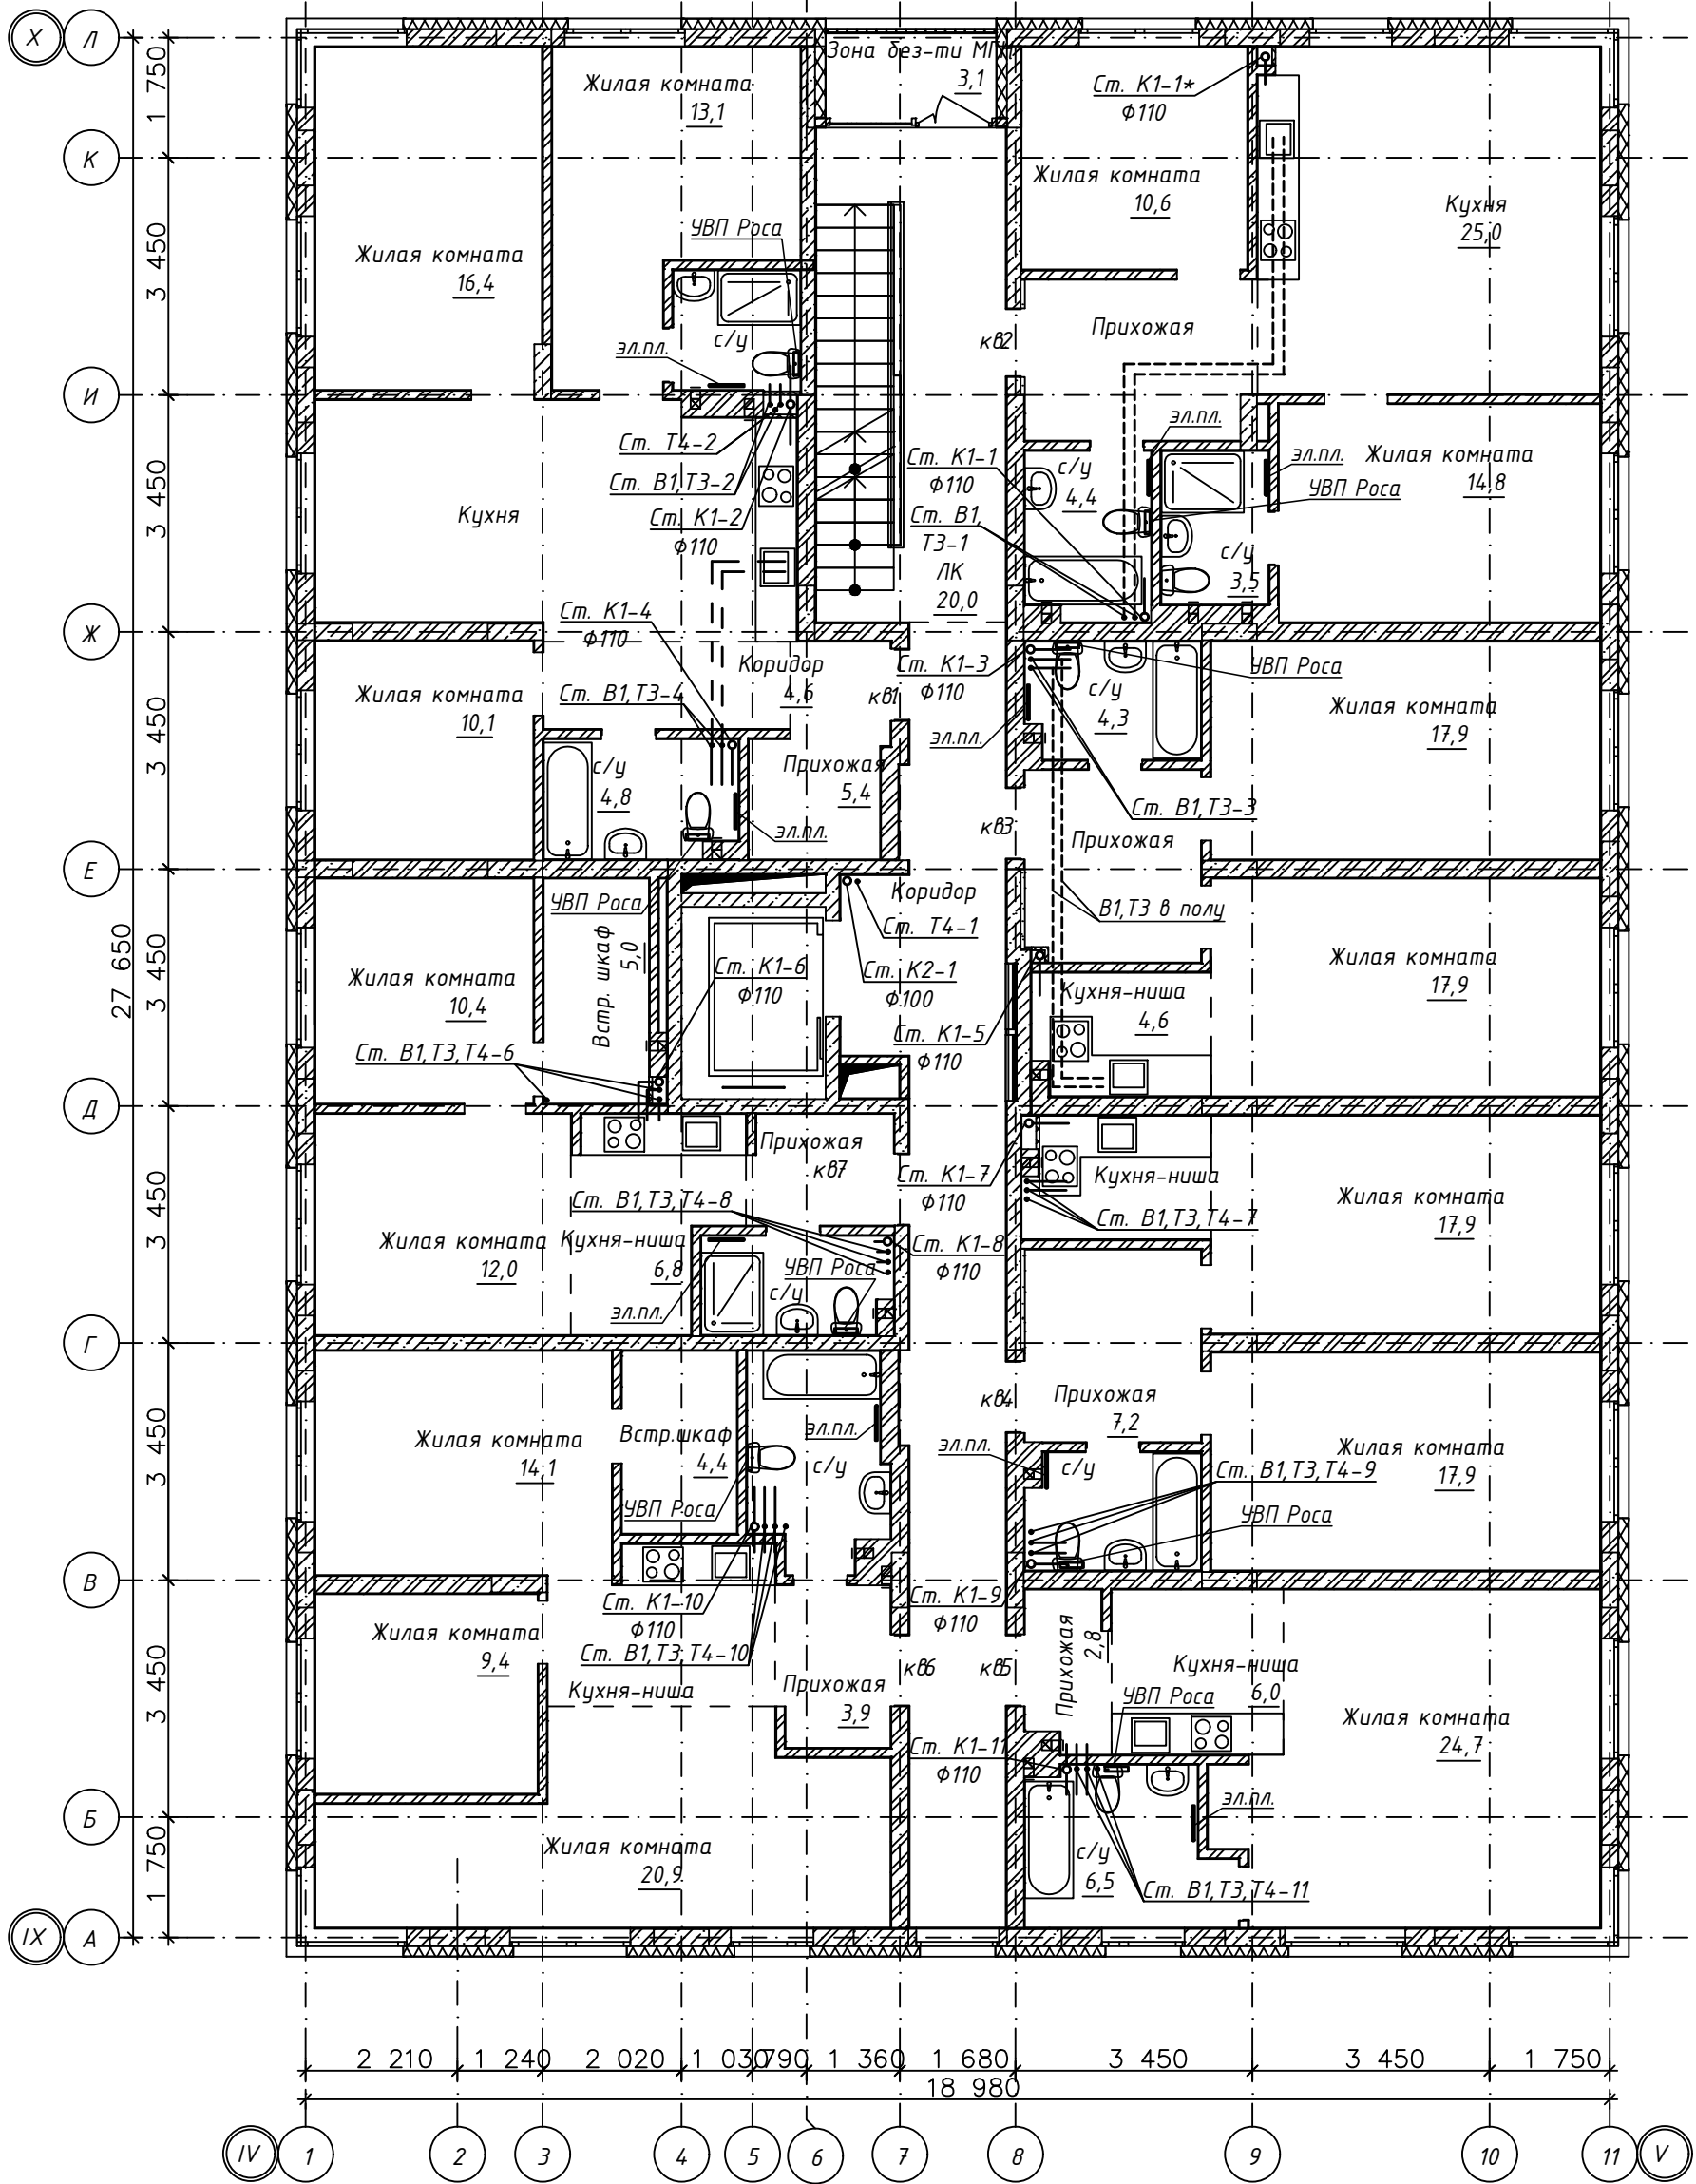 X
Л
К
И
Ж
Е
Д
Г
В
Б
IX
А
1 750
3 450
3 450
3 450
3 450
3 450
3 450
3 450
1 750
27 650
Зона без-ти МГН
3,1
Жилая комната
13,1
Ст. К1-1*
Ф110
Жилая комната
10,6
Кухня
25,0
Жилая комната
16,4
УВП Роса
с/у
эл.пл.
Прихожая
кв2
Ст. Т4-2
Ст. В1,Т3-2
Ст. К1-2
Ф110
Кухня
Ст. К1-1
Ф110
Ст. В1,
Т3-1
ЛК
20,0
с/у
4,4
эл.пл.
эл.пл.
УВП Роса
Жилая комната
14,8
с/у
3,5
Ст. К1-4
Ф110
Коридор
4,6
Ст. В1,Т3-4
кв1
Ст. К1-3
Ф110
с/у
4,3
УВП Роса
эл.пл.
Жилая комната
10,1
Жилая комната
17,9
с/у
4,8
Прихожая
5,4
эл.пл.
Ст. В1,Т3-3
кв3
Прихожая
УВП Роса
Коридор
Ст. Т4-1
В1,Т3 в полу
Встр. шкаф
5,0
Ст. К1-6
Ф110
Ст. К2-1
Ф100
Жилая комната
10,4
Кухня-ниша
4,6
Жилая комната
17,9
Ст. К1-5
Ф110
Ст. В1,Т3,Т4-6
Прихожая
кв7
Ст. К1-7
Ф110
Кухня-ниша
Ст. В1,Т3,Т4-7
Жилая комната
17,9
Ст. В1,Т3,Т4-8
Жилая комната
12,0
Кухня-ниша
6,8
УВП Роса
с/у
эл.пл.
Ст. К1-8
Ф110
кв4
Прихожая
7,2
Жилая комната
14,1
Встр.шкаф
4,4
эл.пл.
с/у
УВП Роса
эл.пл.
с/у
Жилая комната
17,9
Ст. В1,Т3,Т4-9
УВП Роса
Ст. К1-10
Ф110
Ст. В1,Т3,Т4-10
Ст. К1-9
Ф110
Жилая комната
9,4
Кухня-ниша
Прихожая
3,9
кв6
кв5
Прихожая
2,8
Кухня-ниша
6,0
УВП Роса
Жилая комната
24,7
Ст. К1-11
Ф110
эл.пл.
Жилая комната
20,9
с/у
6,5
Ст. В1,Т3,Т4-11
2 210
1 240
2 020
1 030
790
1 360
1 680
3 450
3 450
1 750
18 980
IV
1
2
3
4
5
6
7
8
9
10
11
V